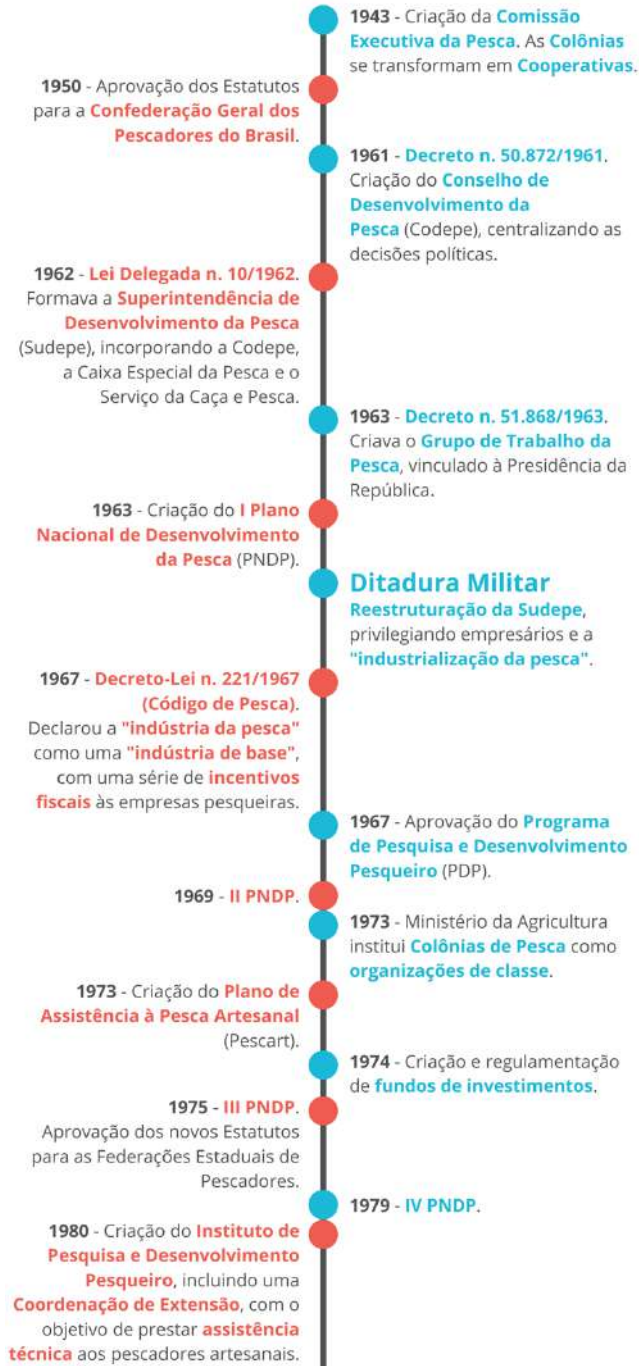 1943 - Criação da Comissão
Executiva da Pesca. As Colônias
se transformam em Cooperativas.
1950 - Aprovação dos Estatutos
para a Confederação Geral dos
Pescadores do Brasil.
1961 - Decreto n. 50.872/1961.
Criação do Conselho de
Desenvolvimento da
Pesca (Codepe), centralizando as
decisões políticas.
1962 - Lei Delegada n. 10/1962.
Formava a Superintendência de
Desenvolvimento da Pesca
(Sudepe), incorporando a Codepe,
a Caixa Especial da Pesca e o
Serviço da Caça e Pesca.
1963 - Decreto n. 51.868/1963.
Criava o Grupo de Trabalho da
Pesca, vinculado à Presidência da
República.
1963 - Criação do I Plano
Nacional de Desenvolvimento
da Pesca (PNDP).
Ditadura Militar
Reestruturação da Sudepe,
privilegiando empresários e a
"industrialização da pesca".
1967 - Decreto-Lei n. 221/1967
(Código de Pesca).
Declarou a "indústria da pesca"
como uma "indústria de base",
com uma série de incentivos
fiscais às empresas pesqueiras.
1967 - Aprovação do Programa
de Pesquisa e Desenvolvimento
Pesqueiro (PDP).
1969 - II PNDP.
1973 - Ministério da Agricultura
institui Colônias de Pesca como
organizações de classe.
1973 - Criação do Plano de
Assistência à Pesca Artesanal
(Pescart).
1974 - Criação e regulamentação
de fundos de investimentos.
1975 - III PNDP.
Aprovação dos novos Estatutos
para as Federações Estaduais de
Pescadores.
1979 - IV PNDP.
1980 - Criação do Instituto de
Pesquisa e Desenvolvimento
Pesqueiro, incluindo uma
Coordenação de Extensão, com o
objetivo de prestar assistência
técnica aos pescadores artesanais.